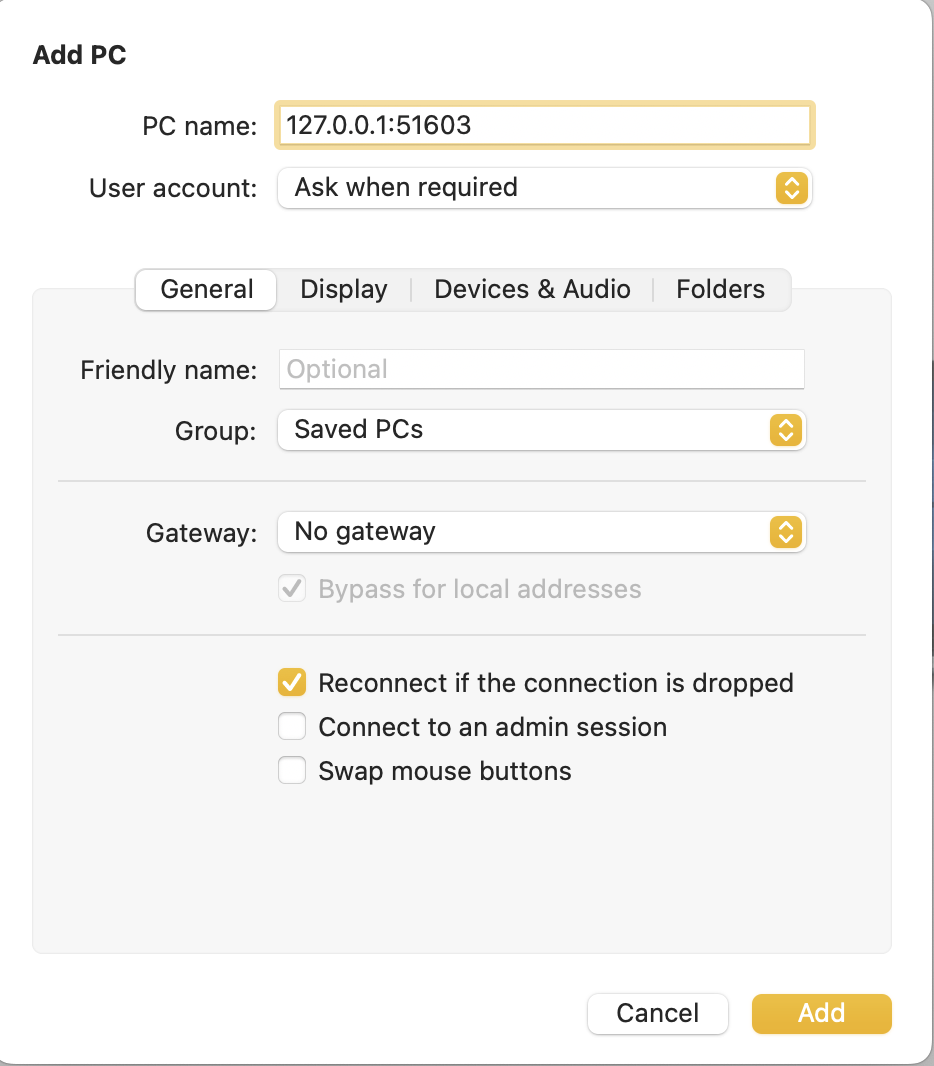 Add PC
PC name: 127.0.0.1:51603
User account: Ask when required
General Display Devices & Audio Folders
Friendly name: Optional
Group: Saved PCs
Gateway: No gateway
Bypass for local addresses
Reconnect if the connection is dropped
Connect to an admin session
Swap mouse buttons
Cancel Add